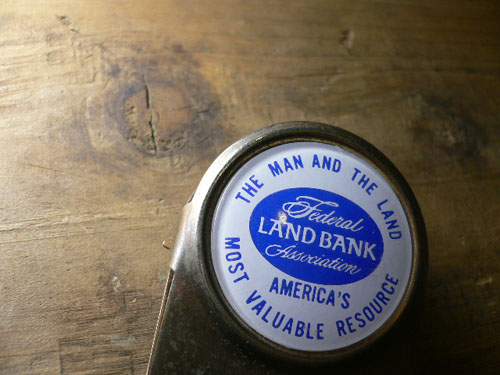 THE MAN AND THE LAND
Federal
LAND BANK
Association
AMERICA'S
MOST VALUABLE RESOURCE